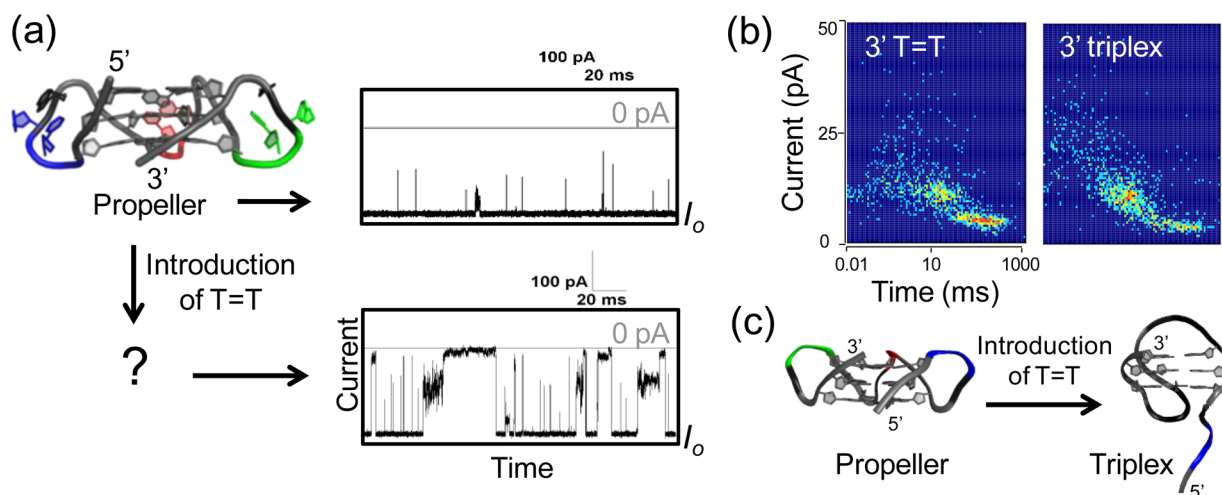 (a)
5'
3'
Propeller
100 pA
20 ms
0 pA
Io
Introduction
of T=T
?
100 pA
20 ms
0 pA
Current
Io
Time
(b)
3' T=T
3' triplex
Current (pA)
50
25
0
0.01
10
1000
Time (ms)
(c)
3'
5'
Propeller
Introduction
of T=T
3'
5'
Triplex